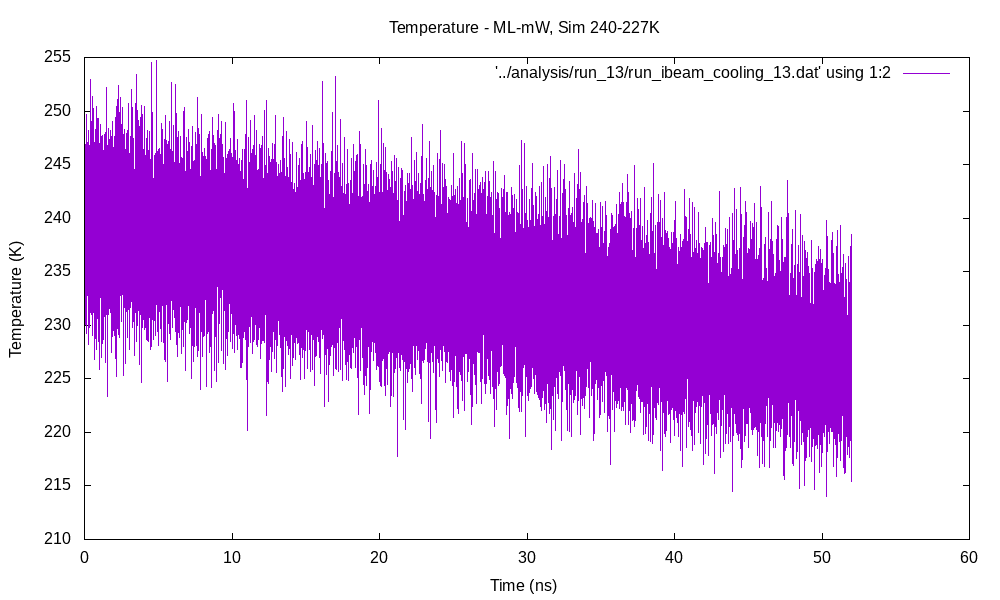 Temperature - ML-mW, Sim 240-227K
'../analysis/run_13/run_ibeam_cooling_13.dat' using 1:2
255
250
245
240
235
230
225
220
215
210
Temperature (K)
0 10 20 30 40 50 60
Time (ns)